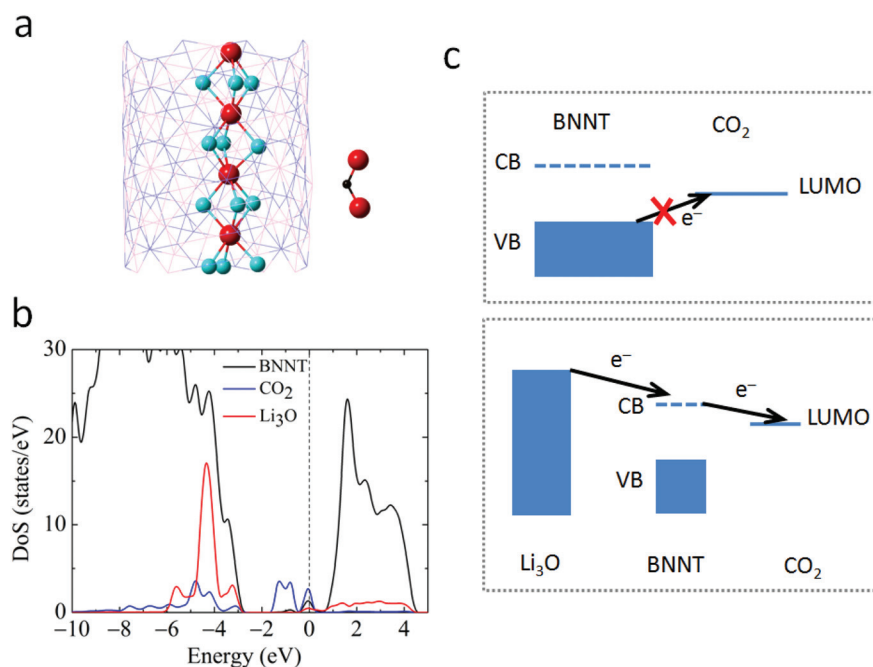 a
b
30
20
10
0
DoS (states/eV)
BNNT
CO₂
Li₃O
−10 −8 −6 −4 −2 0 2 4
Energy (eV)
c
BNNT CO₂
CB
LUMO
e⁻
VB
e⁻
e⁻
CB
LUMO
VB
Li₃O BNNT CO₂